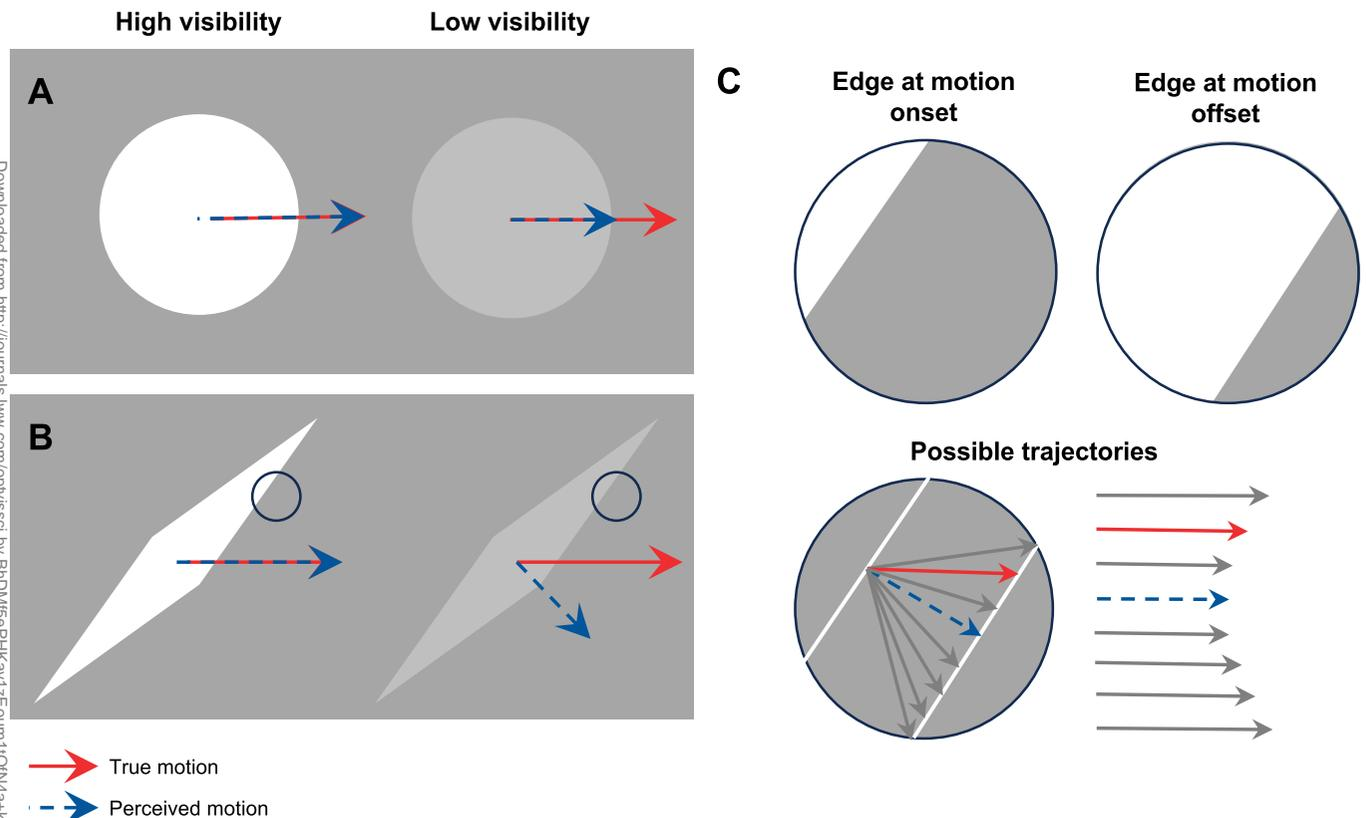 High visibility
Low visibility
A
B
True motion
Perceived motion
C
Edge at motion
onset
Edge at motion
offset
Possible trajectories
Downloaded from http://journals.lww.com/optvissci by